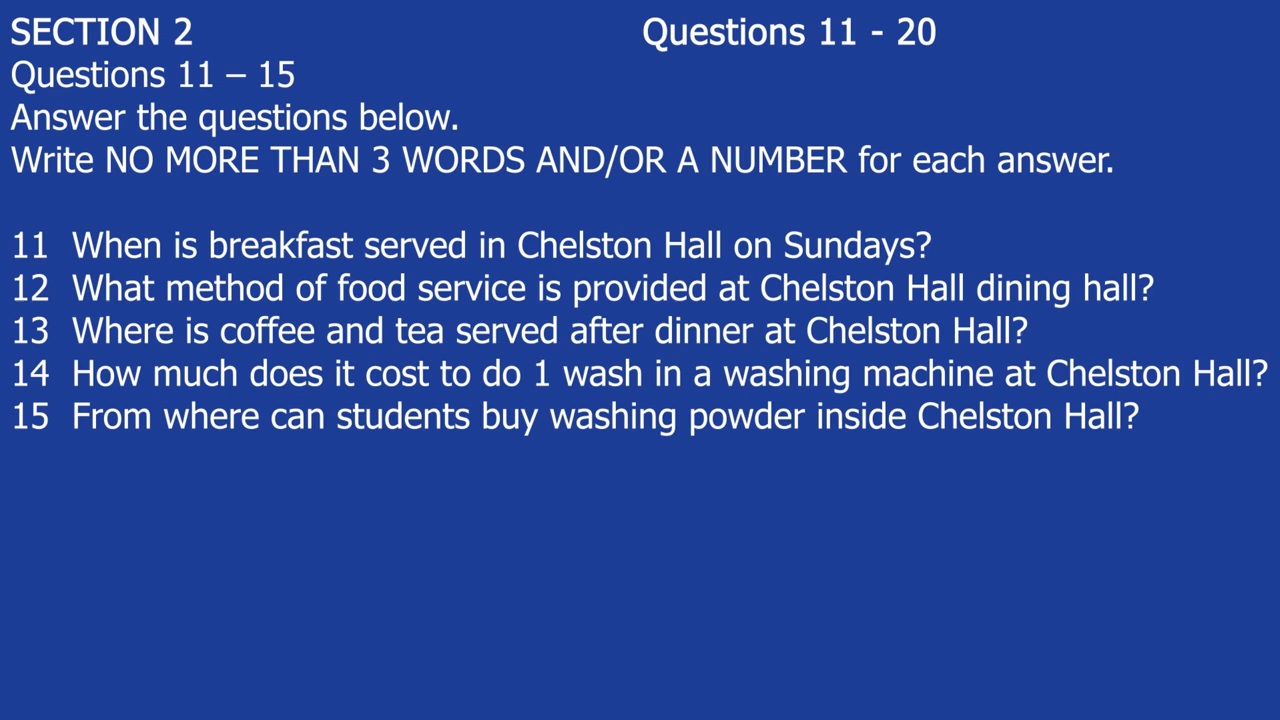 SECTION 2 Questions 11 - 20
Questions 11 – 15
Answer the questions below.
Write NO MORE THAN 3 WORDS AND/OR A NUMBER for each answer.
11 When is breakfast served in Chelston Hall on Sundays?
12 What method of food service is provided at Chelston Hall dining hall?
13 Where is coffee and tea served after dinner at Chelston Hall?
14 How much does it cost to do 1 wash in a washing machine at Chelston Hall?
15 From where can students buy washing powder inside Chelston Hall?